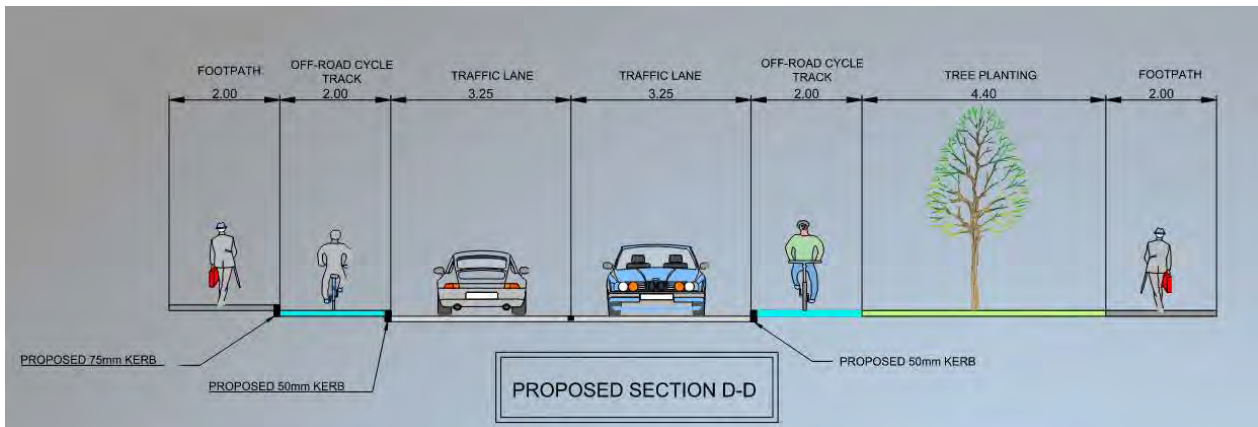 FOOTPATH
OFF-ROAD CYCLE
TRACK
TRAFFIC LANE
TRAFFIC LANE
OFF-ROAD CYCLE
TRACK
TREE PLANTING
FOOTPATH
2.00
2.00
3.25
3.25
2.00
4.40
2.00
PROPOSED 75mm KERB
PROPOSED 50mm KERB
PROPOSED 50mm KERB
PROPOSED SECTION D-D